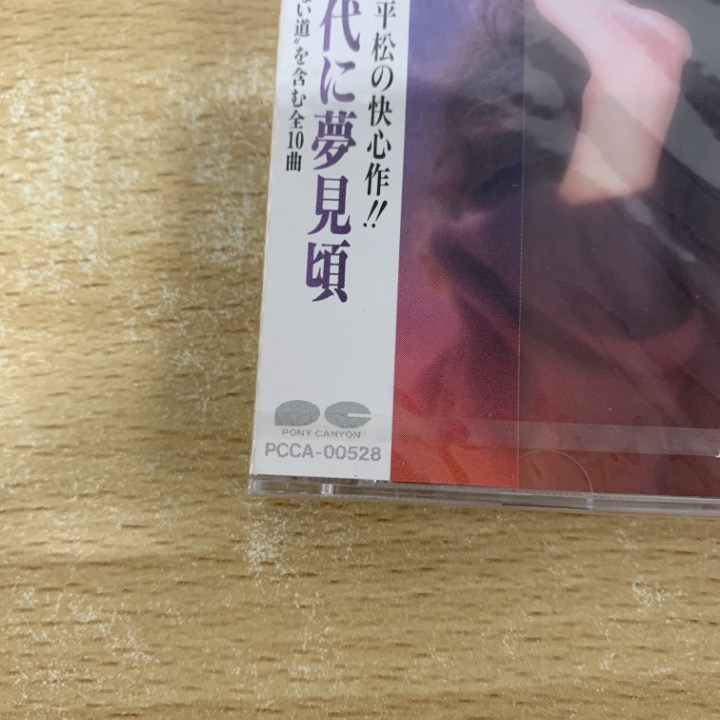 平松の快心作!!
代に夢見頃
い道〟を含む全10曲
PONY CANYON
PCCA-00528